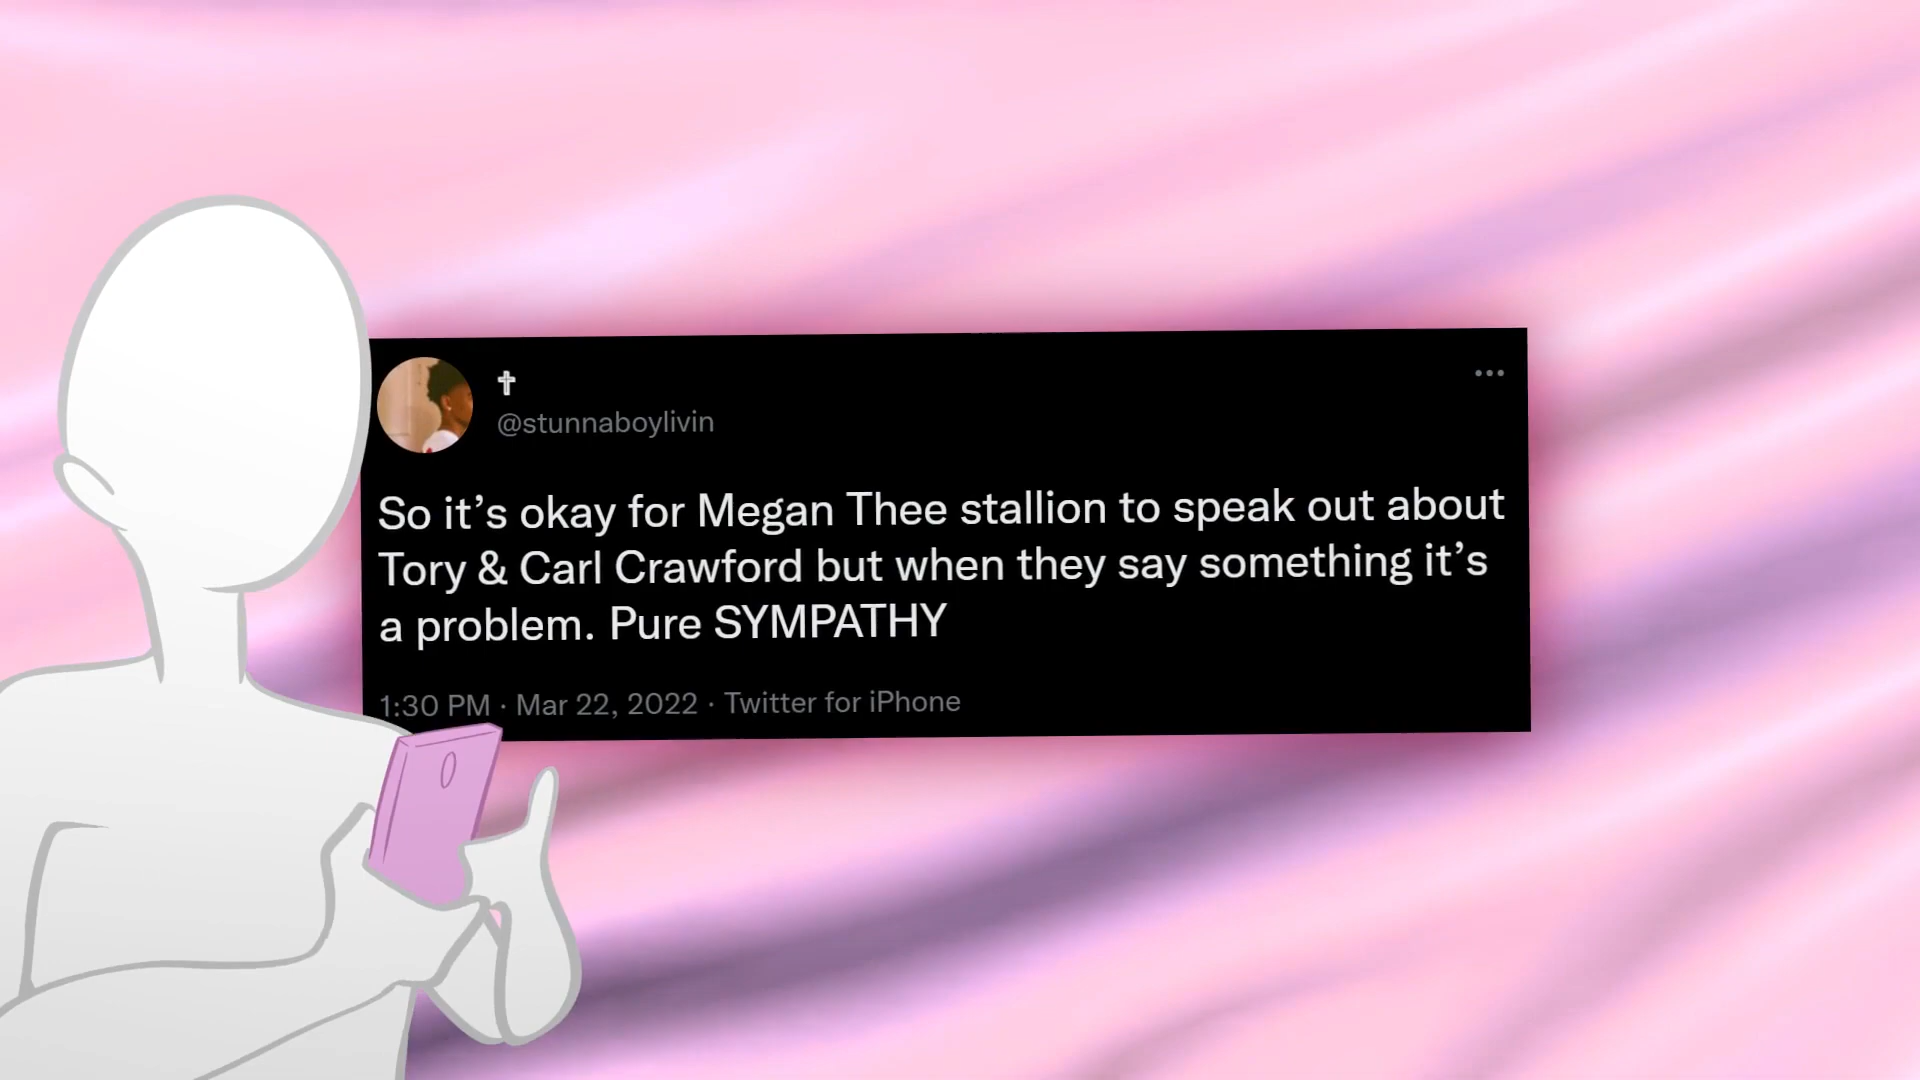 ✝
@stunnaboylivin
So it’s okay for Megan Thee stallion to speak out about
Tory & Carl Crawford but when they say something it’s
a problem. Pure SYMPATHY
1:30 PM · Mar 22, 2022 · Twitter for iPhone